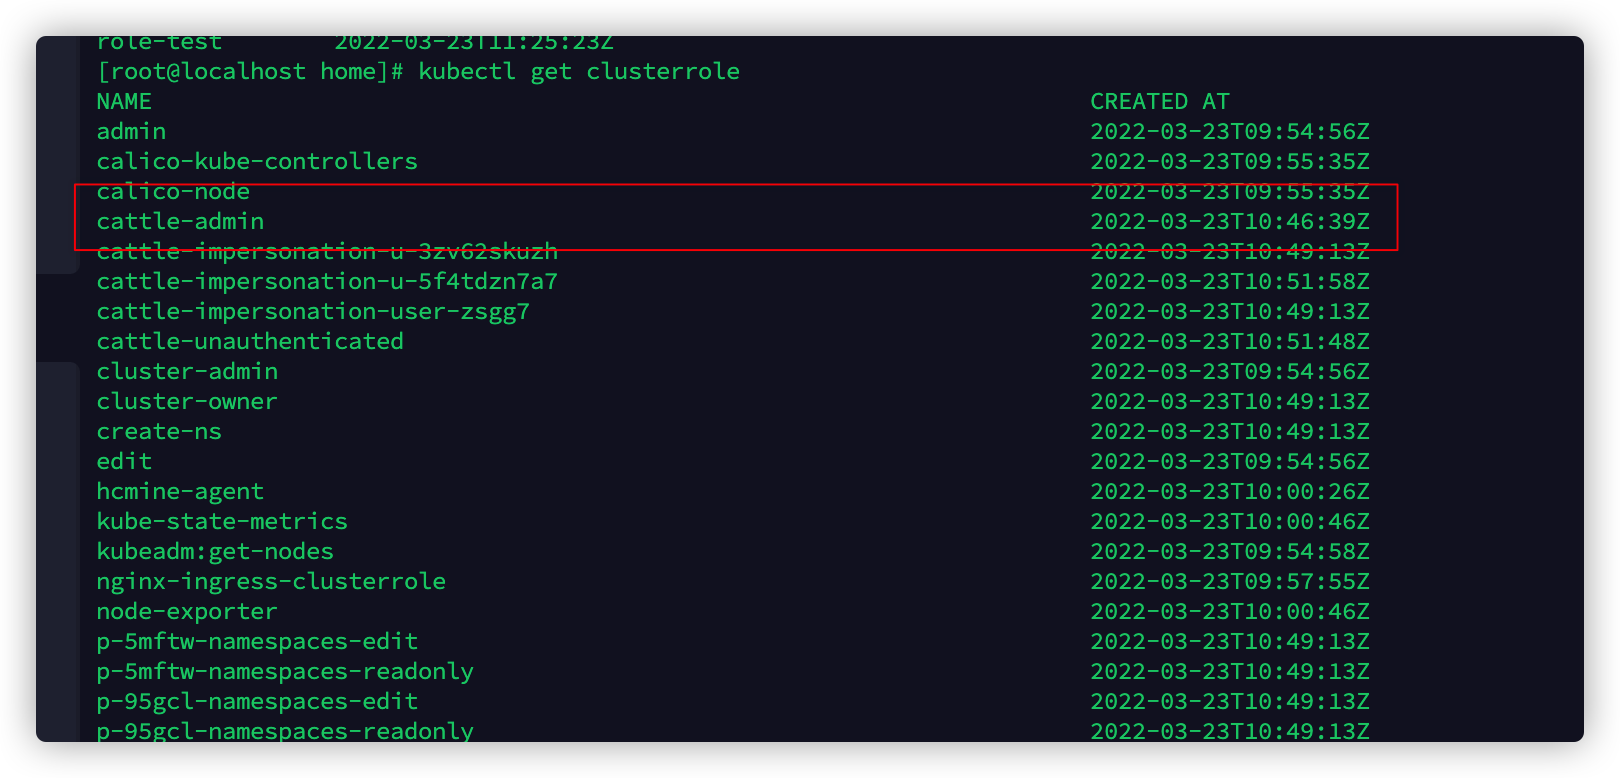 role-test 2022-03-23T11:25:23Z
[root@localhost home]# kubectl get clusterrole
NAME CREATED AT
admin 2022-03-23T09:54:56Z
calico-kube-controllers 2022-03-23T09:55:35Z
calico-node 2022-03-23T09:55:35Z
cattle-admin 2022-03-23T10:46:39Z
cattle-impersonation-u-3zv62skuzh 2022-03-23T10:49:13Z
cattle-impersonation-u-5f4tdzn7a7 2022-03-23T10:51:58Z
cattle-impersonation-user-zsgg7 2022-03-23T10:49:13Z
cattle-unauthenticated 2022-03-23T10:51:48Z
cluster-admin 2022-03-23T09:54:56Z
cluster-owner 2022-03-23T10:49:13Z
create-ns 2022-03-23T10:49:13Z
edit 2022-03-23T09:54:56Z
hcmine-agent 2022-03-23T10:00:26Z
kube-state-metrics 2022-03-23T10:00:46Z
kubeadm:get-nodes 2022-03-23T09:54:58Z
nginx-ingress-clusterrole 2022-03-23T09:57:55Z
node-exporter 2022-03-23T10:00:46Z
p-5mftw-namespaces-edit 2022-03-23T10:49:13Z
p-5mftw-namespaces-readonly 2022-03-23T10:49:13Z
p-95gcl-namespaces-edit 2022-03-23T10:49:13Z
p-95gcl-namespaces-readonly 2022-03-23T10:49:13Z